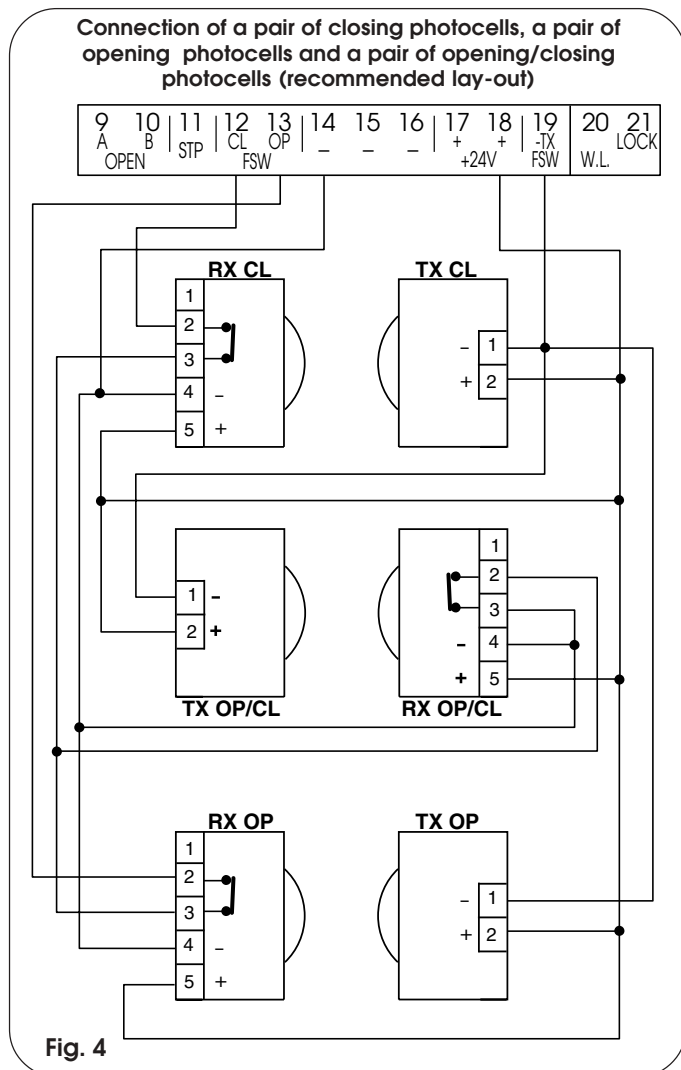 Connection of a pair of closing photocells, a pair of
opening photocells and a pair of opening/closing
photocells (recommended lay-out)
9 10 11 12 13 14 15 16 17 18 19 20 21
A B STP CL OP – – – + + -TX LOCK
OPEN FSW +24V FSW W.L.
RX CL TX CL
1
2
3
4 –
5 +
– 1
+ 2
1 –
2 +
1
2
3
– 4
+ 5
TX OP/CL RX OP/CL
RX OP TX OP
1
2
3
4 –
5 +
– 1
+ 2
Fig. 4